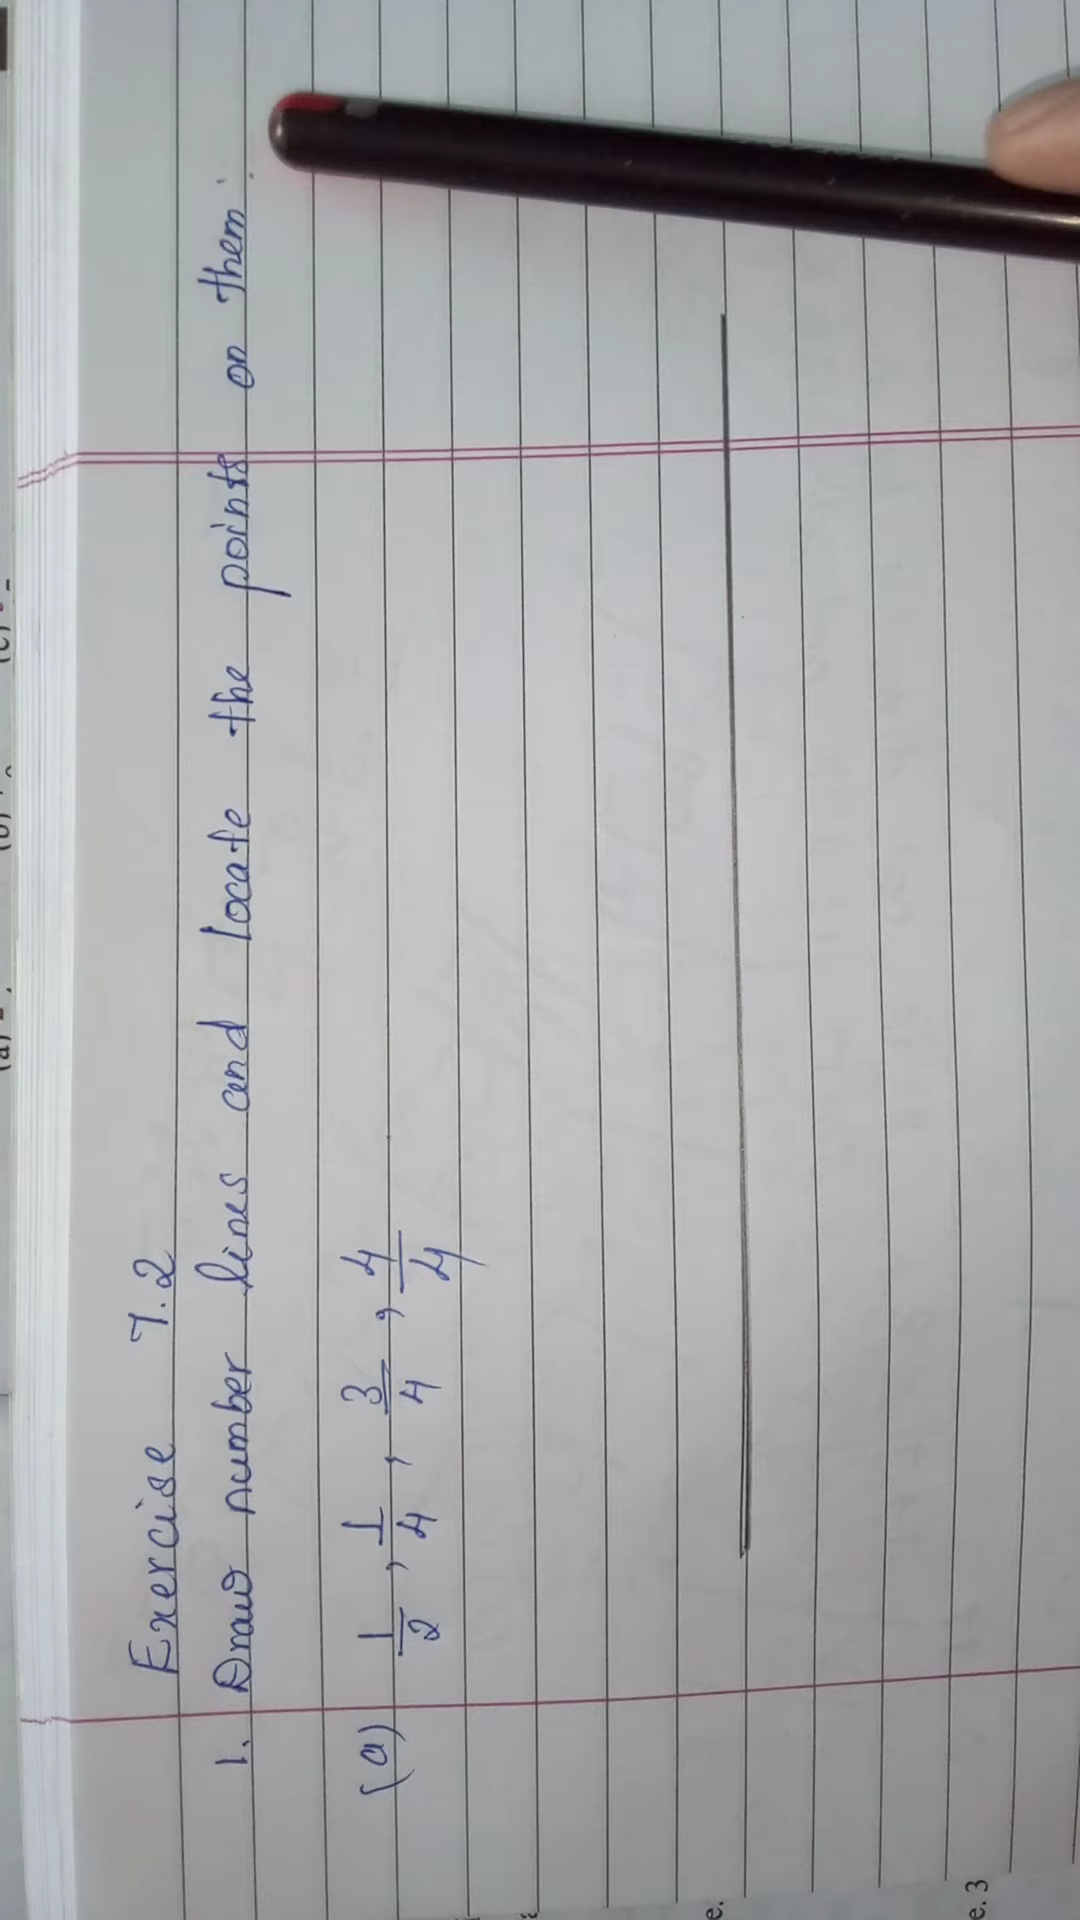 Exercise 7.2
1. Draw number lines and locate the points on them.
(a) 1/2, 1/4, 3/4, 4/4
e.
e. 3